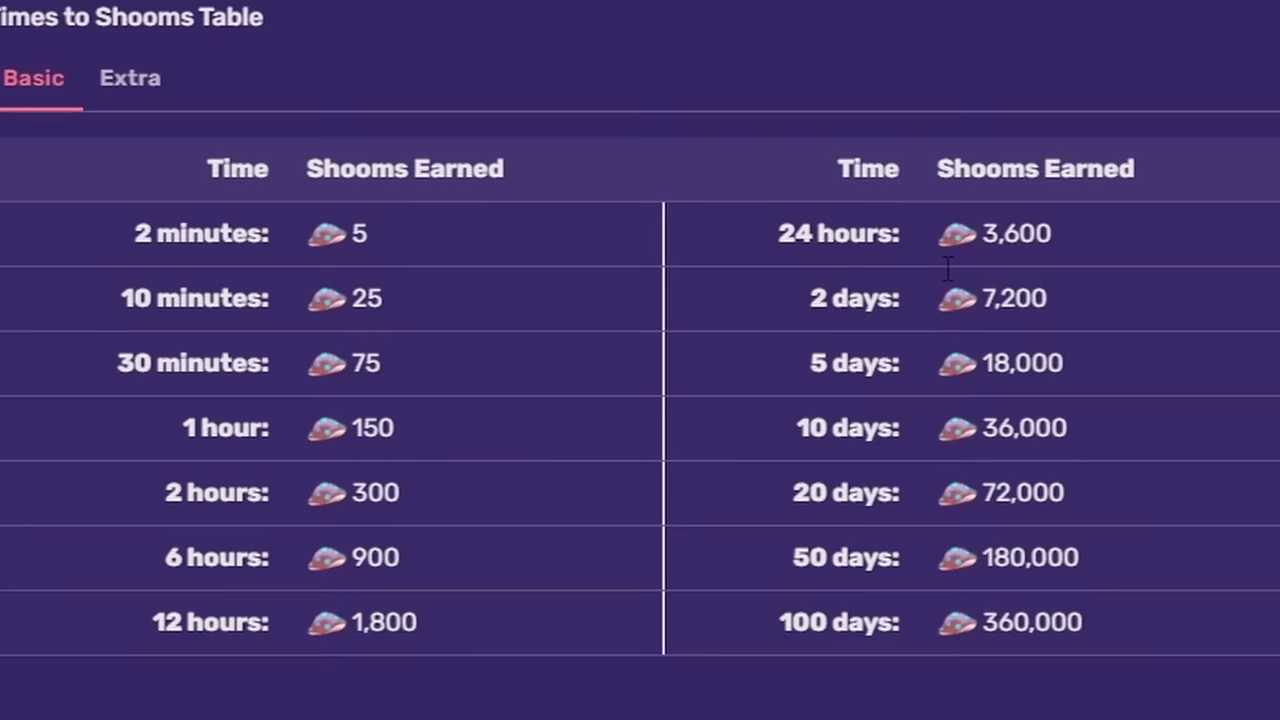 imes to Shooms Table
Basic Extra
Time Shooms Earned Time Shooms Earned
2 minutes: 5 24 hours: 3,600
10 minutes: 25 2 days: 7,200
30 minutes: 75 5 days: 18,000
1 hour: 150 10 days: 36,000
2 hours: 300 20 days: 72,000
6 hours: 900 50 days: 180,000
12 hours: 1,800 100 days: 360,000